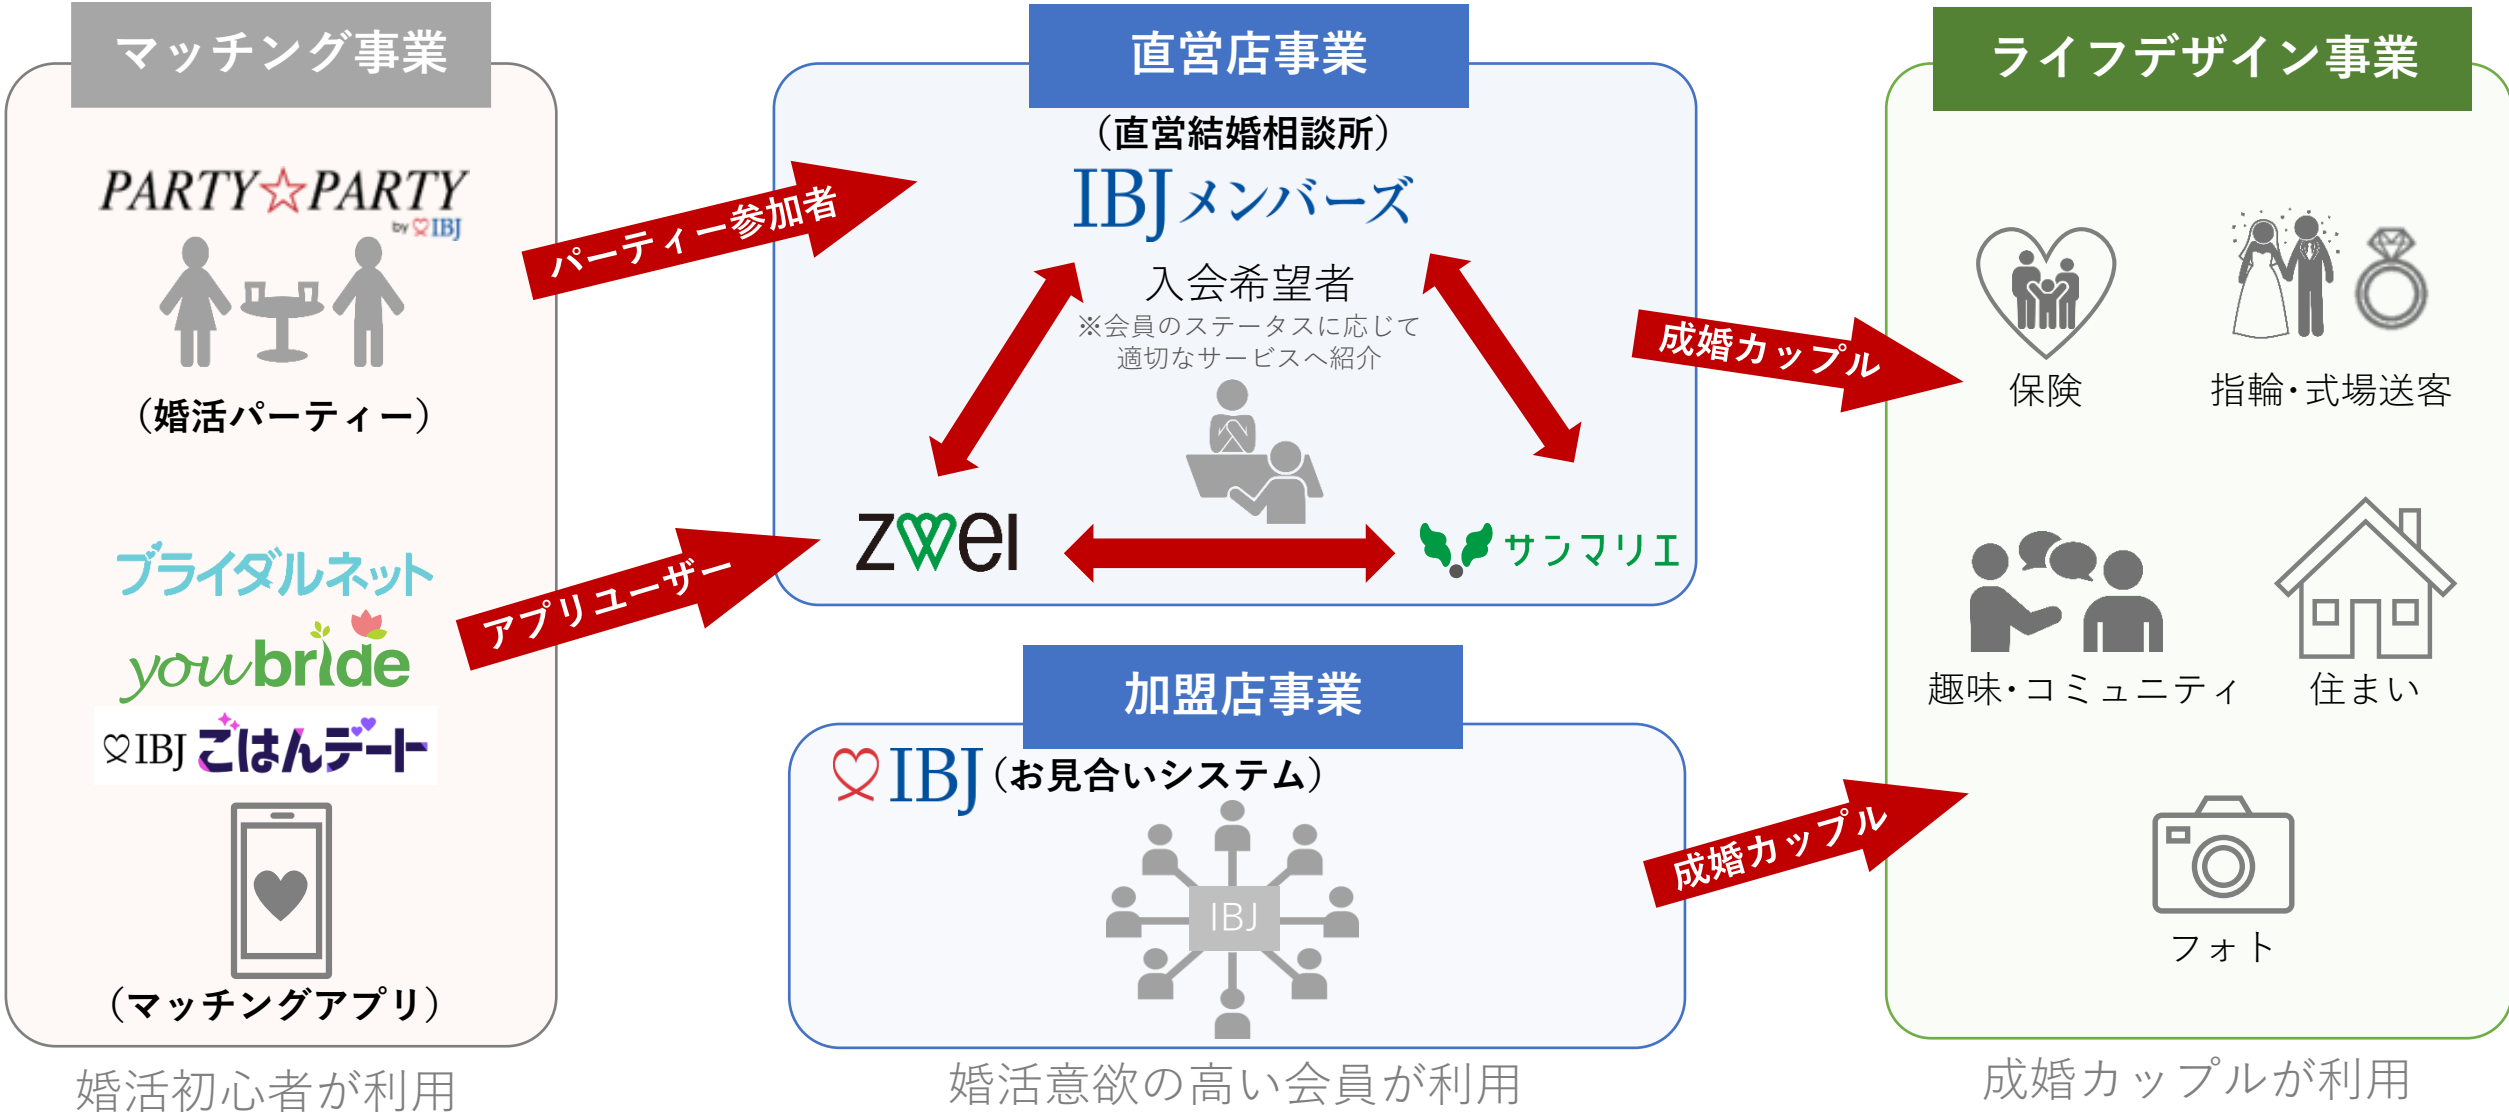 マッチング事業
PARTY☆PARTY
by IBJ
(婚活パーティー)
ブライダルネット
youbride
IBJ ごはんデート
(マッチングアプリ)
婚活初心者が利用
パーティー参加者
アプリユーザー
直営店事業
(直営結婚相談所)
IBJメンバーズ
入会希望者
※会員のステータスに応じて
適切なサービスへ紹介
zwei
サンマリエ
加盟店事業
IBJ(お見合いシステム)
IBJ
婚活意欲の高い会員が利用
成婚カップル
成婚カップル
ライフデザイン事業
保険
指輪・式場送客
趣味・コミュニティ
住まい
フォト
成婚カップルが利用